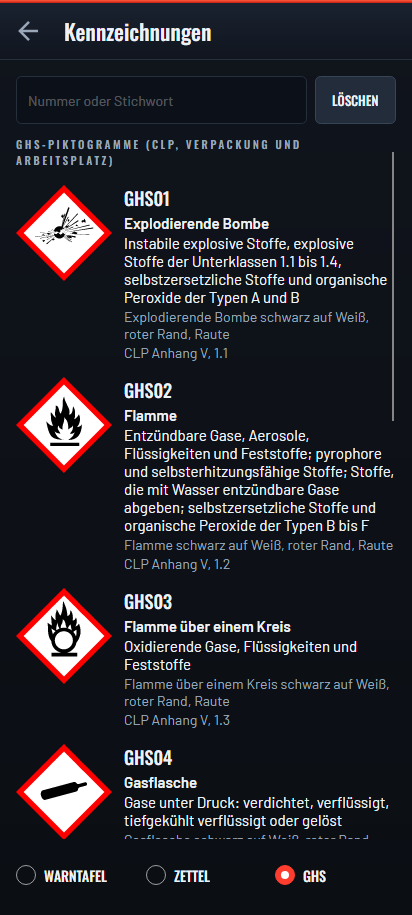 Kennzeichnungen
Nummer oder Stichwort
LÖSCHEN
GHS-PIKTOGRAMME (CLP, VERPACKUNG UND
ARBEITSPLATZ)
GHS01
Explodierende Bombe
Instabile explosive Stoffe, explosive
Stoffe der Unterklassen 1.1 bis 1.4,
selbstzersetzliche Stoffe und organische
Peroxide der Typen A und B
Explodierende Bombe schwarz auf Weiß,
roter Rand, Raute
CLP Anhang V, 1.1
GHS02
Flamme
Entzündbare Gase, Aerosole,
Flüssigkeiten und Feststoffe; pyrophore
und selbsterhitzungsfähige Stoffe; Stoffe,
die mit Wasser entzündbare Gase
abgeben; selbstzersetzliche Stoffe und
organische Peroxide der Typen B bis F
Flamme schwarz auf Weiß, roter Rand, Raute
CLP Anhang V, 1.2
GHS03
Flamme über einem Kreis
Oxidierende Gase, Flüssigkeiten und
Feststoffe
Flamme über einem Kreis schwarz auf Weiß,
roter Rand, Raute
CLP Anhang V, 1.3
GHS04
Gasflasche
Gase unter Druck: verdichtet, verflüssigt,
tiefgekühlt verflüssigt oder gelöst
Gasflasche schwarz auf Weiß, roter Rand,
WARNTAFEL
ZETTEL
GHS